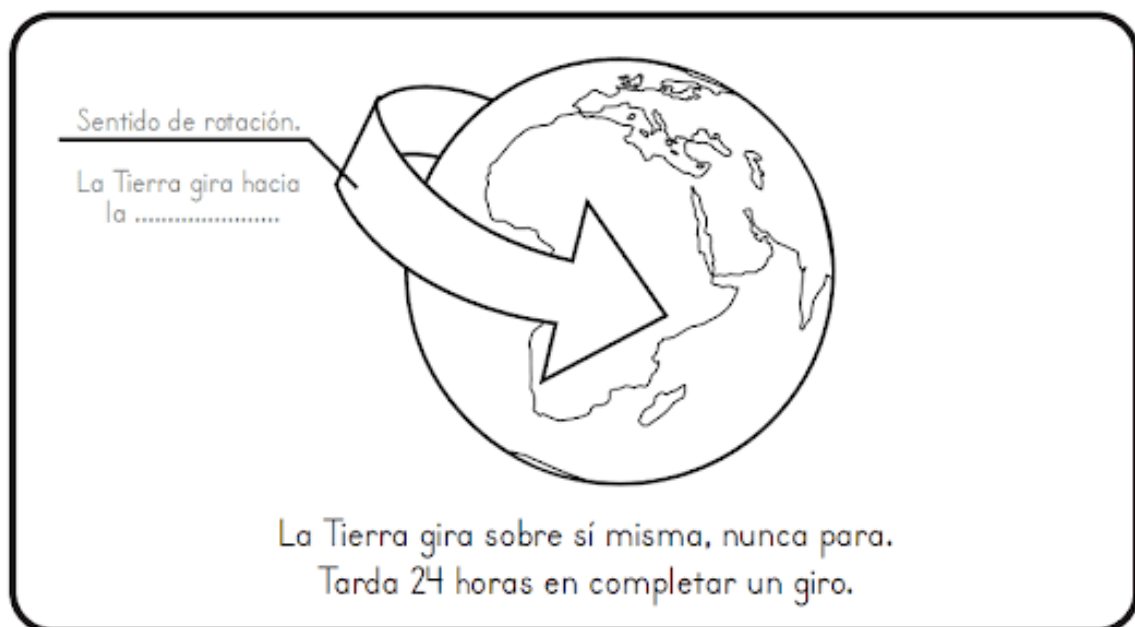 Sentido de rotación.
La Tierra gira hacia
la ......................
La Tierra gira sobre sí misma, nunca para.
Tarda 24 horas en completar un giro.